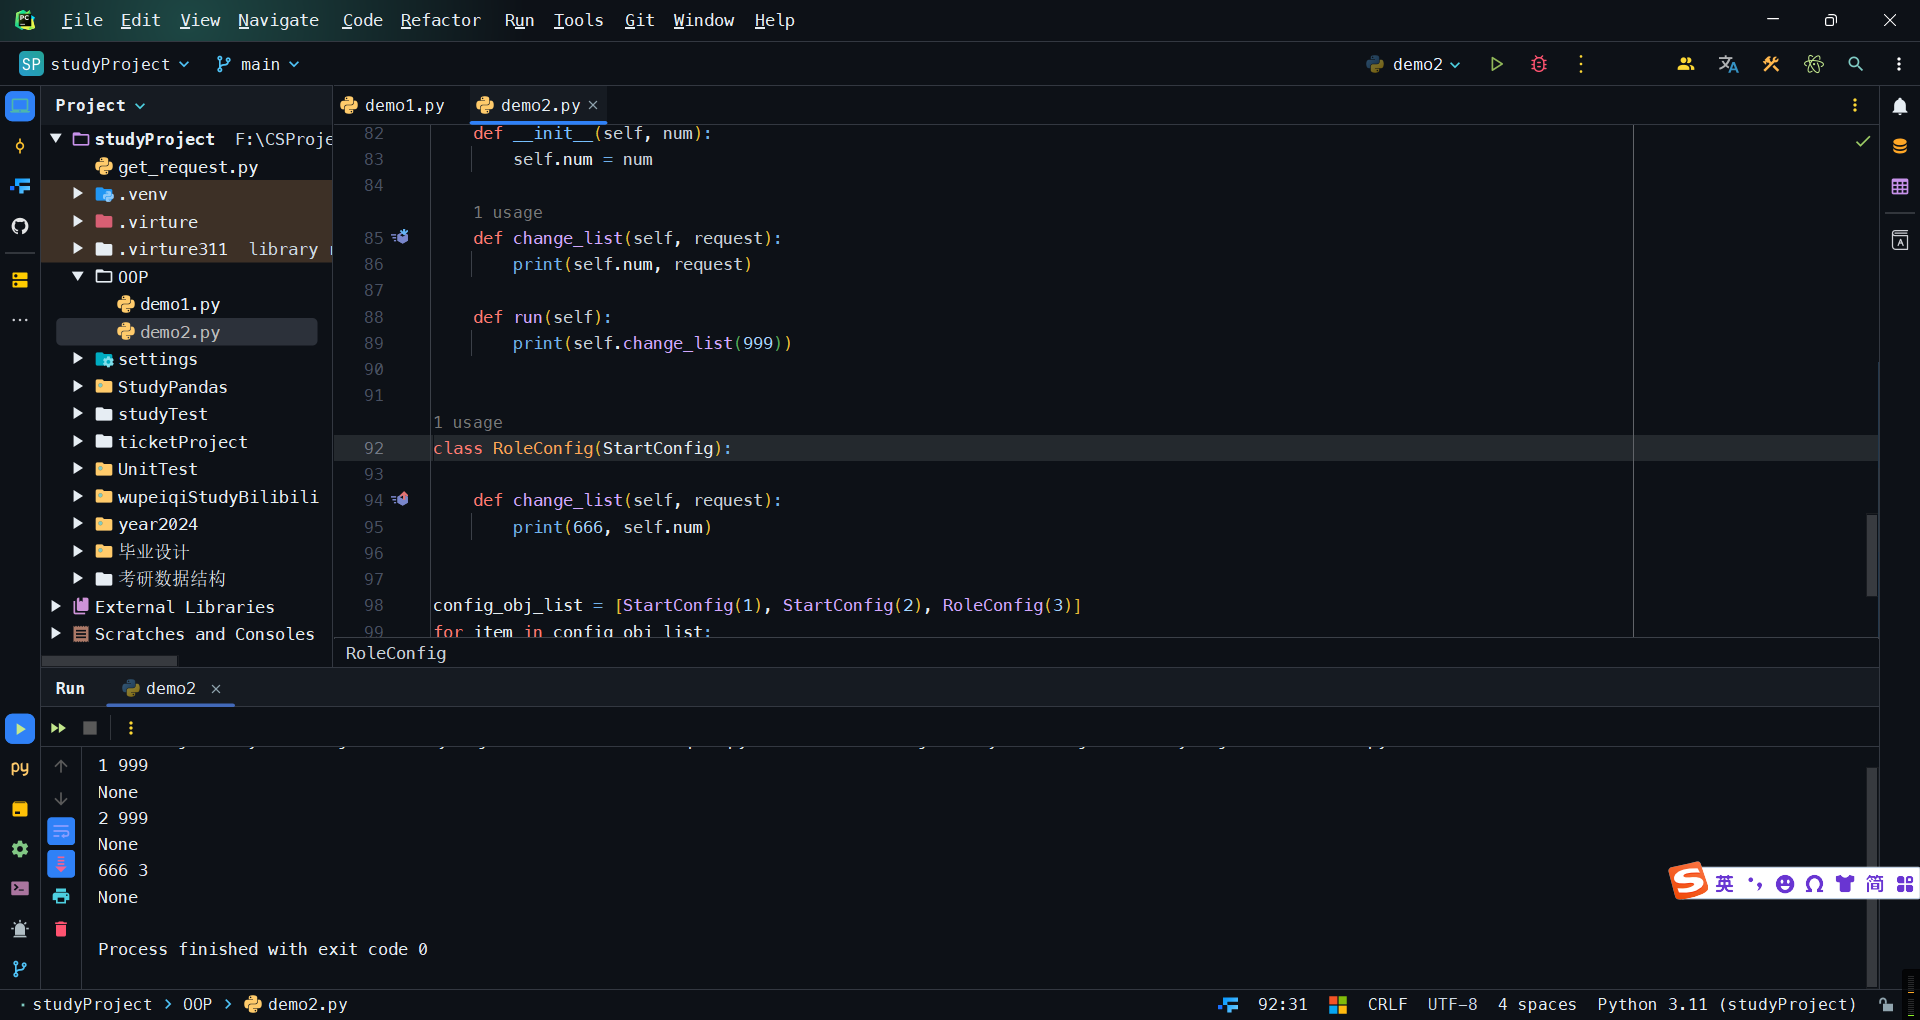 File Edit View Navigate Code Refactor Run Tools Git Window Help
SP studyProject main demo2
Project
demo1.py demo2.py
studyProject F:\CSProje
get_request.py
.venv
.virture
.virture311 library
OOP
demo1.py
demo2.py
settings
StudyPandas
studyTest
ticketProject
UnitTest
wupeiqiStudyBilibili
year2024
毕业设计
考研数据结构
External Libraries
Scratches and Consoles
82 def __init__(self, num):
83 self.num = num
84
1 usage
85 def change_list(self, request):
86 print(self.num, request)
87
88 def run(self):
89 print(self.change_list(999))
90
91
1 usage
92 class RoleConfig(StartConfig):
93
94 def change_list(self, request):
95 print(666, self.num)
96
97
98 config_obj_list = [StartConfig(1), StartConfig(2), RoleConfig(3)]
99 for item in config_obj_list:
RoleConfig
Run demo2
1 999
None
2 999
None
666 3
None
Process finished with exit code 0
英 简
studyProject > OOP > demo2.py 92:31 CRLF UTF-8 4 spaces Python 3.11 (studyProject)